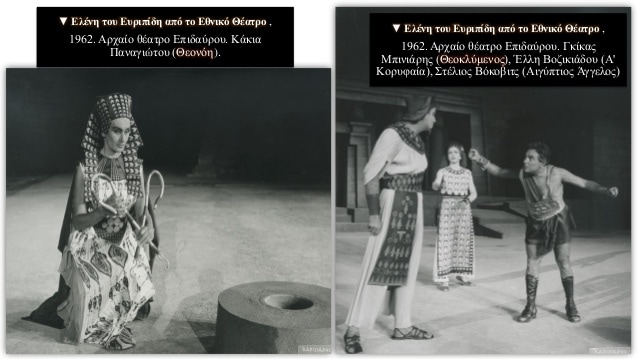 ▼ Ελένη του Ευριπίδη από το Εθνικό Θέατρο ,
1962. Αρχαίο θέατρο Επιδαύρου. Κάκια
Παναγιώτου (Θεονόη).
▼ Ελένη του Ευριπίδη από το Εθνικό Θέατρο ,
1962. Αρχαίο θέατρο Επιδαύρου. Γκίκας
Μπινιάρης (Θεοκλύμενος), Έλλη Βοζικιάδου (Α'
Κορυφαία), Στέλιος Βόκοβιτς (Αιγύπτιος Άγγελος)